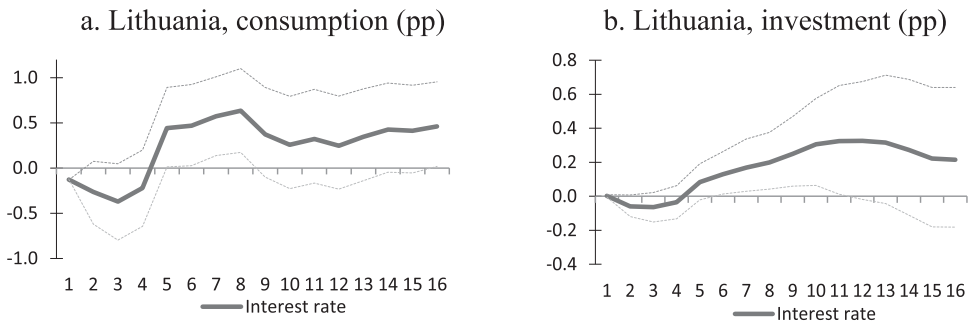 a. Lithuania, consumption (pp)
1.0
0.5
0.0
-0.5
-1.0
1 2 3 4 5 6 7 8 9 10 11 12 13 14 15 16
Interest rate
b. Lithuania, investment (pp)
0.8
0.6
0.4
0.2
0.0
-0.2
-0.4
1 2 3 4 5 6 7 8 9 10 11 12 13 14 15 16
Interest rate